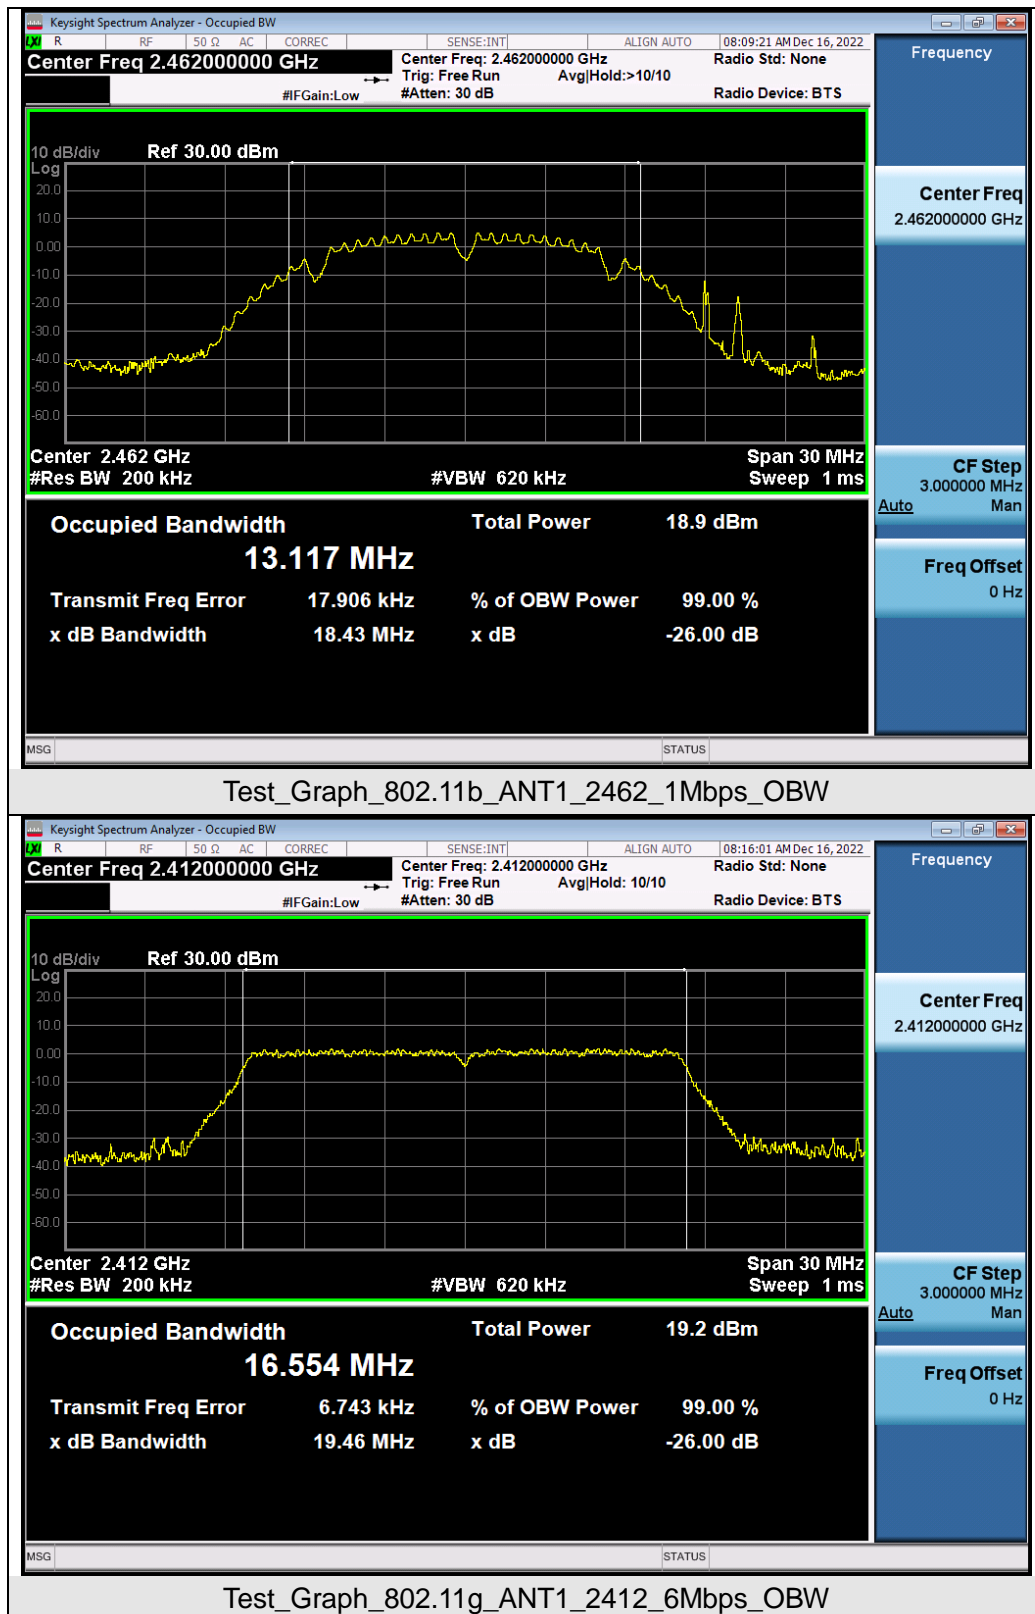 Keysight Spectrum Analyzer - Occupied BW
LXI R RF 50 Ω AC CORREC SENSE:INT ALIGN AUTO 08:09:21 AM Dec 16, 2022
Center Freq 2.462000000 GHz
Center Freq: 2.462000000 GHz Radio Std: None
Trig: Free Run Avg|Hold:>10/10
#IFGain:Low #Atten: 30 dB Radio Device: BTS
Frequency
10 dB/div Ref 30.00 dBm
Log
20.0
10.0
0.00
-10.0
-20.0
-30.0
-40.0
-50.0
-60.0
Center 2.462 GHz Span 30 MHz
#Res BW 200 kHz #VBW 620 kHz Sweep 1 ms
Center Freq
2.462000000 GHz
CF Step
3.000000 MHz
Auto Man
Freq Offset
0 Hz
Occupied Bandwidth Total Power 18.9 dBm
13.117 MHz
Transmit Freq Error 17.906 kHz % of OBW Power 99.00 %
x dB Bandwidth 18.43 MHz x dB -26.00 dB
MSG STATUS
Test_Graph_802.11b_ANT1_2462_1Mbps_OBW
Keysight Spectrum Analyzer - Occupied BW
LXI R RF 50 Ω AC CORREC SENSE:INT ALIGN AUTO 08:16:01 AM Dec 16, 2022
Center Freq 2.412000000 GHz
Center Freq: 2.412000000 GHz Radio Std: None
Trig: Free Run Avg|Hold: 10/10
#IFGain:Low #Atten: 30 dB Radio Device: BTS
Frequency
10 dB/div Ref 30.00 dBm
Log
20.0
10.0
0.00
-10.0
-20.0
-30.0
-40.0
-50.0
-60.0
Center 2.412 GHz Span 30 MHz
#Res BW 200 kHz #VBW 620 kHz Sweep 1 ms
Center Freq
2.412000000 GHz
CF Step
3.000000 MHz
Auto Man
Freq Offset
0 Hz
Occupied Bandwidth Total Power 19.2 dBm
16.554 MHz
Transmit Freq Error 6.743 kHz % of OBW Power 99.00 %
x dB Bandwidth 19.46 MHz x dB -26.00 dB
MSG STATUS
Test_Graph_802.11g_ANT1_2412_6Mbps_OBW